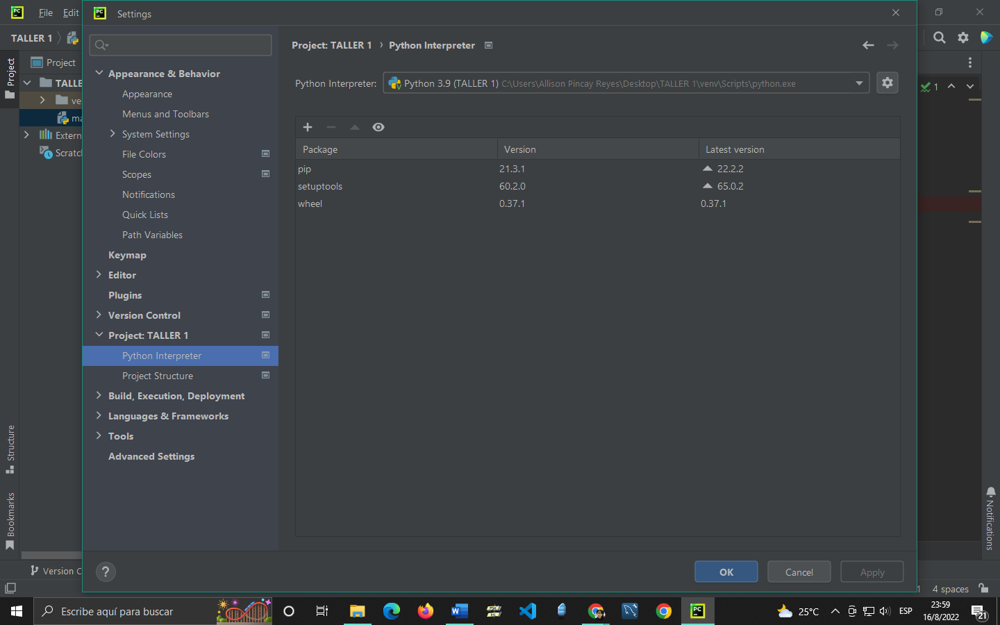 File Edit
Settings
TALLER 1
Project
Project
TALLE
ve
ma
Extern
Scratch
Structure
Bookmarks
Version C
Appearance & Behavior
Appearance
Menus and Toolbars
System Settings
File Colors
Scopes
Notifications
Quick Lists
Path Variables
Keymap
Editor
Plugins
Version Control
Project: TALLER 1
Python Interpreter
Project Structure
Build, Execution, Deployment
Languages & Frameworks
Tools
Advanced Settings
Project: TALLER 1 › Python Interpreter
Python Interpreter: Python 3.9 (TALLER 1) C:\Users\Allison Pincay Reyes\Desktop\TALLER 1\venv\Scripts\python.exe
Package Version Latest version
pip 21.3.1 22.2.2
setuptools 60.2.0 65.0.2
wheel 0.37.1 0.37.1
?
OK Cancel Apply
1
Notifications
1 4 spaces
Escribe aquí para buscar
25°C
ESP
23:59
16/8/2022
21